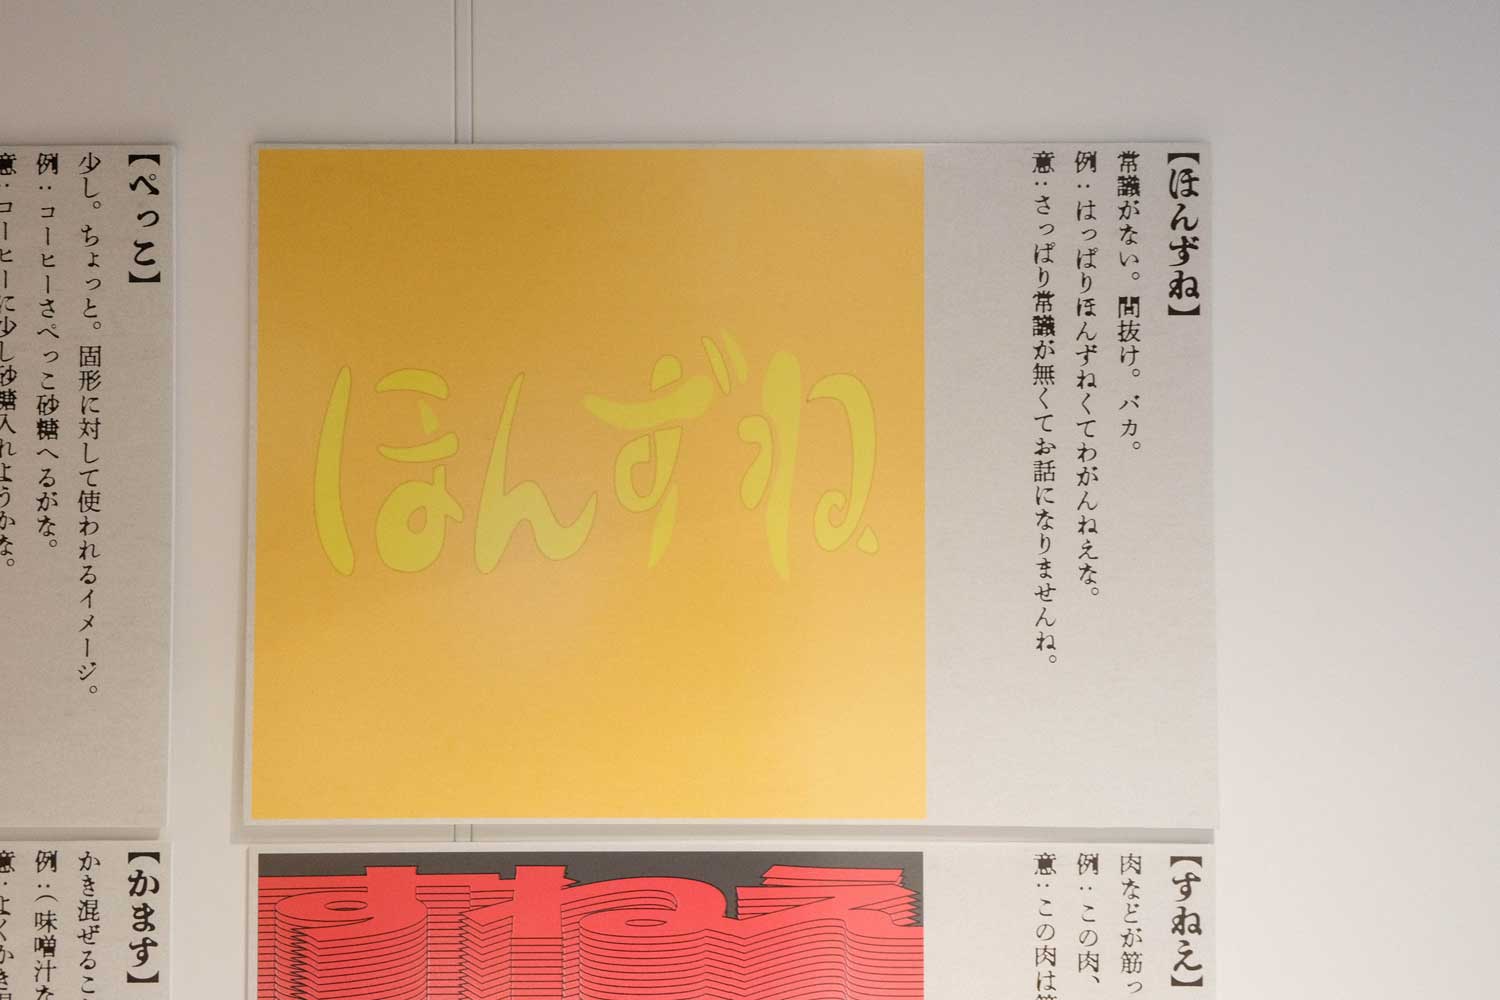 【ほんずね】
常識がない。間抜け。バカ。
例：はっぱりほんずねくてわがんねえな。
意：さっぱり常識が無くてお話になりませんね。
ほんずね
【ぺっこ】
少し。ちょっと。固形に対して使われるイメージ。
例：コーヒーさぺっこ砂糖へるがな。
意：コーヒーに少し砂糖入れようかな。
【すねえ】
肉などが筋っ
例：この肉、
意：この肉は筋
すねえ
【かます】
かき混ぜるこ
例：（味噌汁な
意：よくかき混